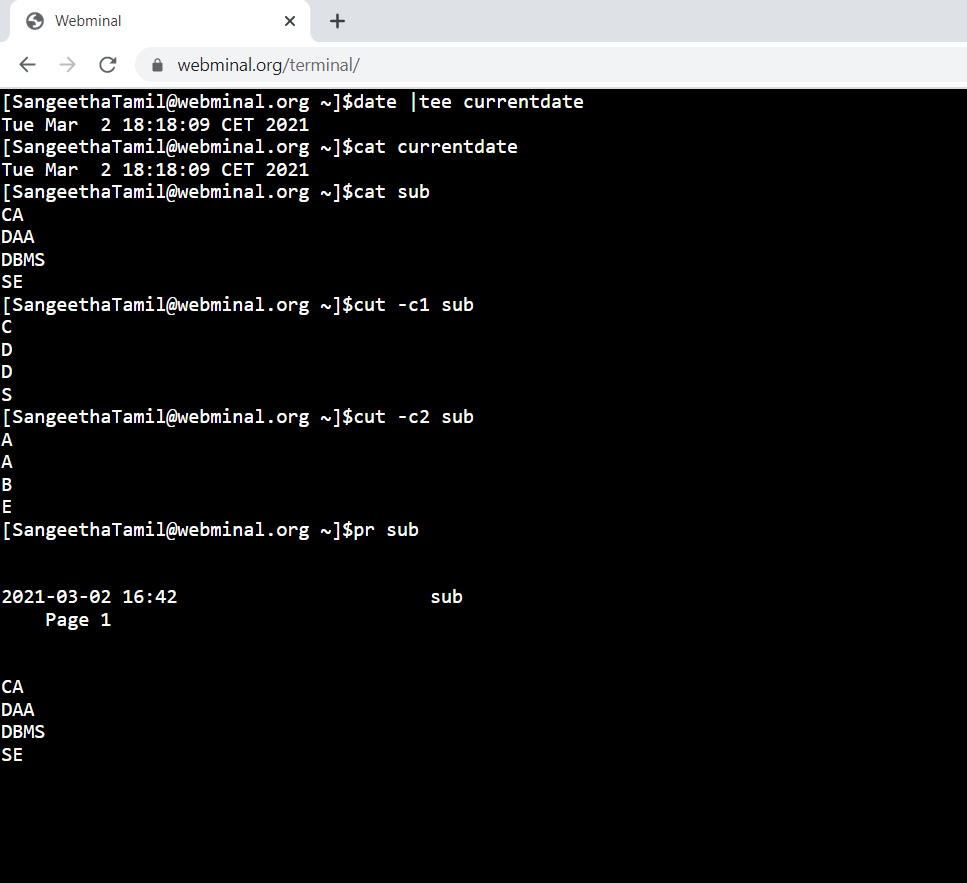 Webminal
webminal.org/terminal/
[SangeethaTamil@webminal.org ~]$date |tee currentdate
Tue Mar  2 18:18:09 CET 2021
[SangeethaTamil@webminal.org ~]$cat currentdate
Tue Mar  2 18:18:09 CET 2021
[SangeethaTamil@webminal.org ~]$cat sub
CA
DAA
DBMS
SE
[SangeethaTamil@webminal.org ~]$cut -c1 sub
C
D
D
S
[SangeethaTamil@webminal.org ~]$cut -c2 sub
A
A
B
E
[SangeethaTamil@webminal.org ~]$pr sub
2021-03-02 16:42                       sub
    Page 1
CA
DAA
DBMS
SE